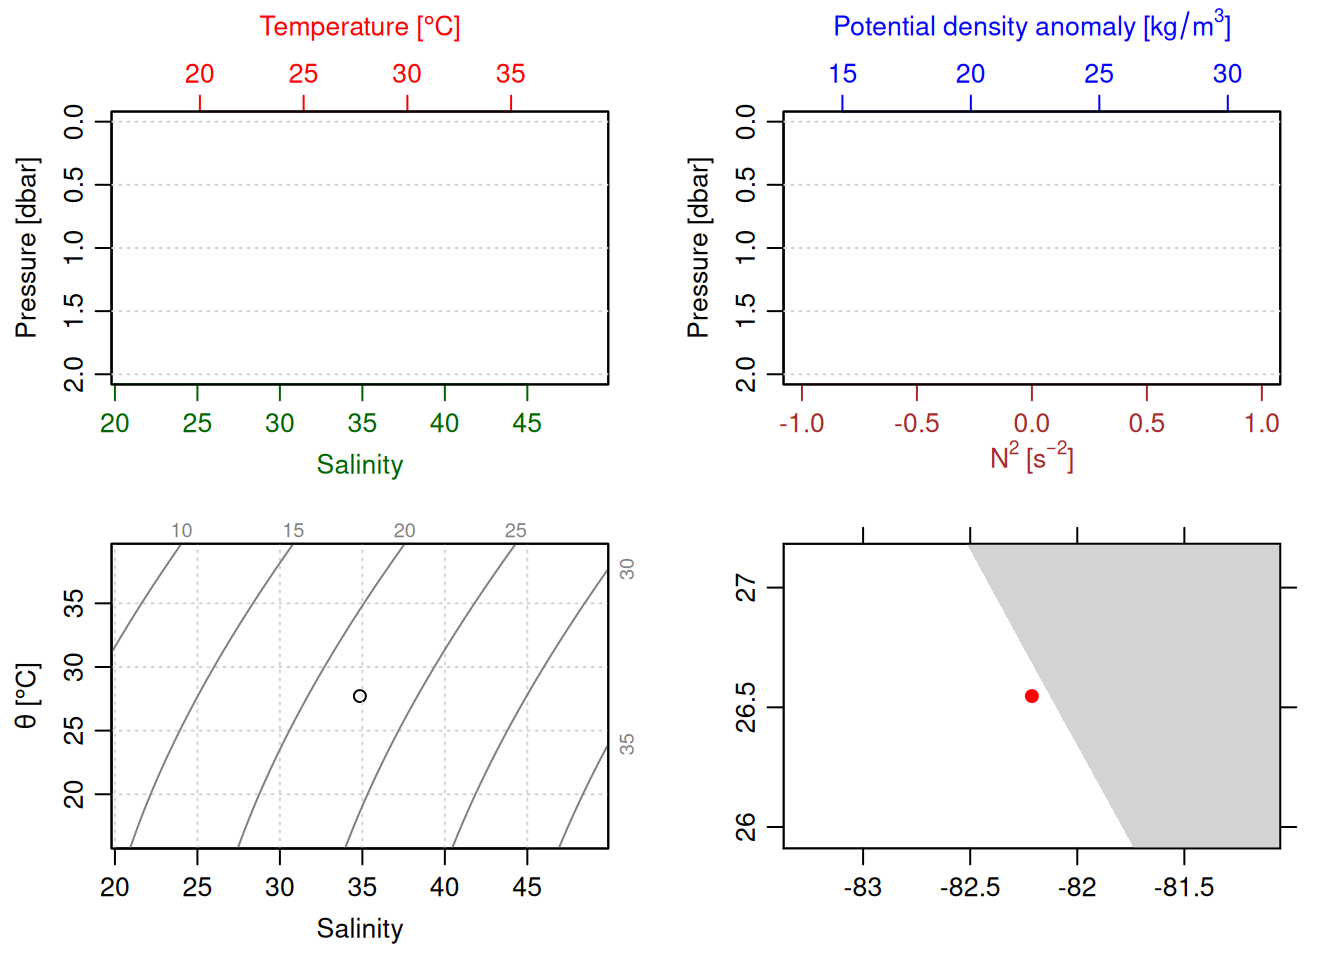 Temperature [°C]
20 25 30 35
Pressure [dbar]
0.0
0.5
1.0
1.5
2.0
20 25 30 35 40 45
Salinity
Potential density anomaly [kg/m³]
15 20 25 30
Pressure [dbar]
0.0
0.5
1.0
1.5
2.0
-1.0 -0.5 0.0 0.5 1.0
N² [s⁻²]
10 15 20 25
30
35
θ [°C]
35
30
25
20
20 25 30 35 40 45
Salinity
27
26.5
26
-83 -82.5 -82 -81.5